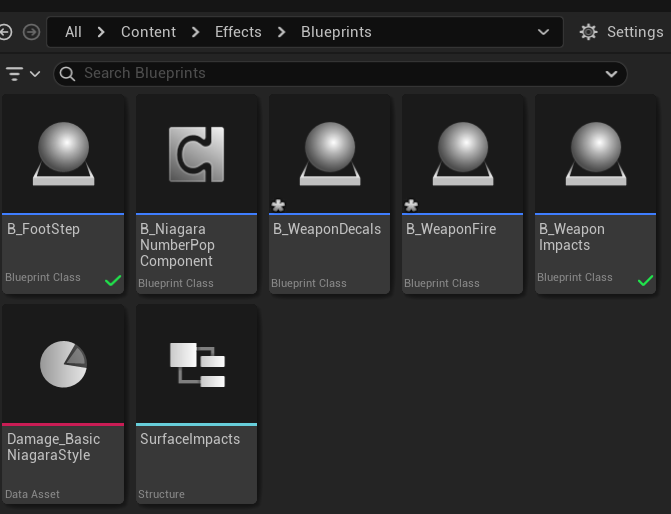 All > Content > Effects > Blueprints
Settings
Search Blueprints
B_FootStep
Blueprint Class
B_Niagara
NumberPop
Component
Blueprint Class
B_WeaponDecals
Blueprint Class
B_WeaponFire
Blueprint Class
B_Weapon
Impacts
Blueprint Class
Damage_Basic
NiagaraStyle
Data Asset
SurfaceImpacts
Structure